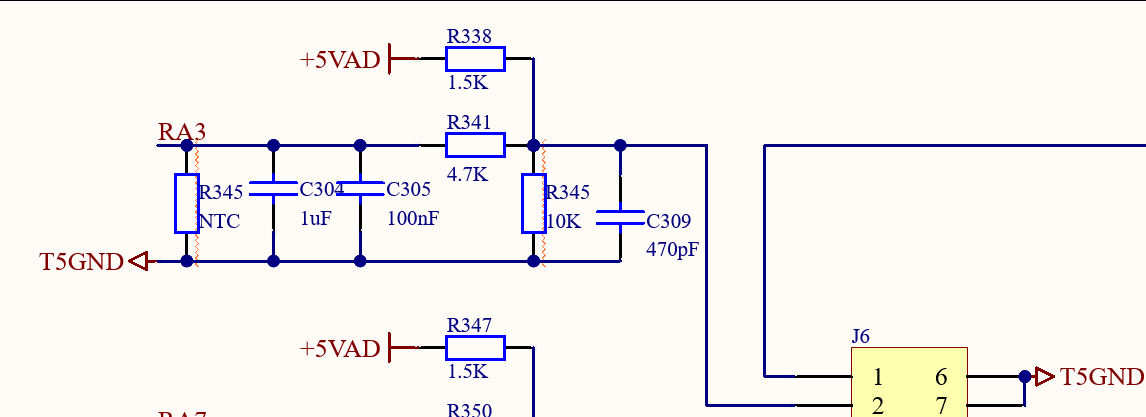 R338
+5VAD
1.5K
RA3
R341
4.7K
R345
NTC
C304
1uF
C305
100nF
R345
10K
C309
470pF
T5GND
R347
+5VAD
1.5K
J6
1 6
T5GND
2 7
R350
RA7